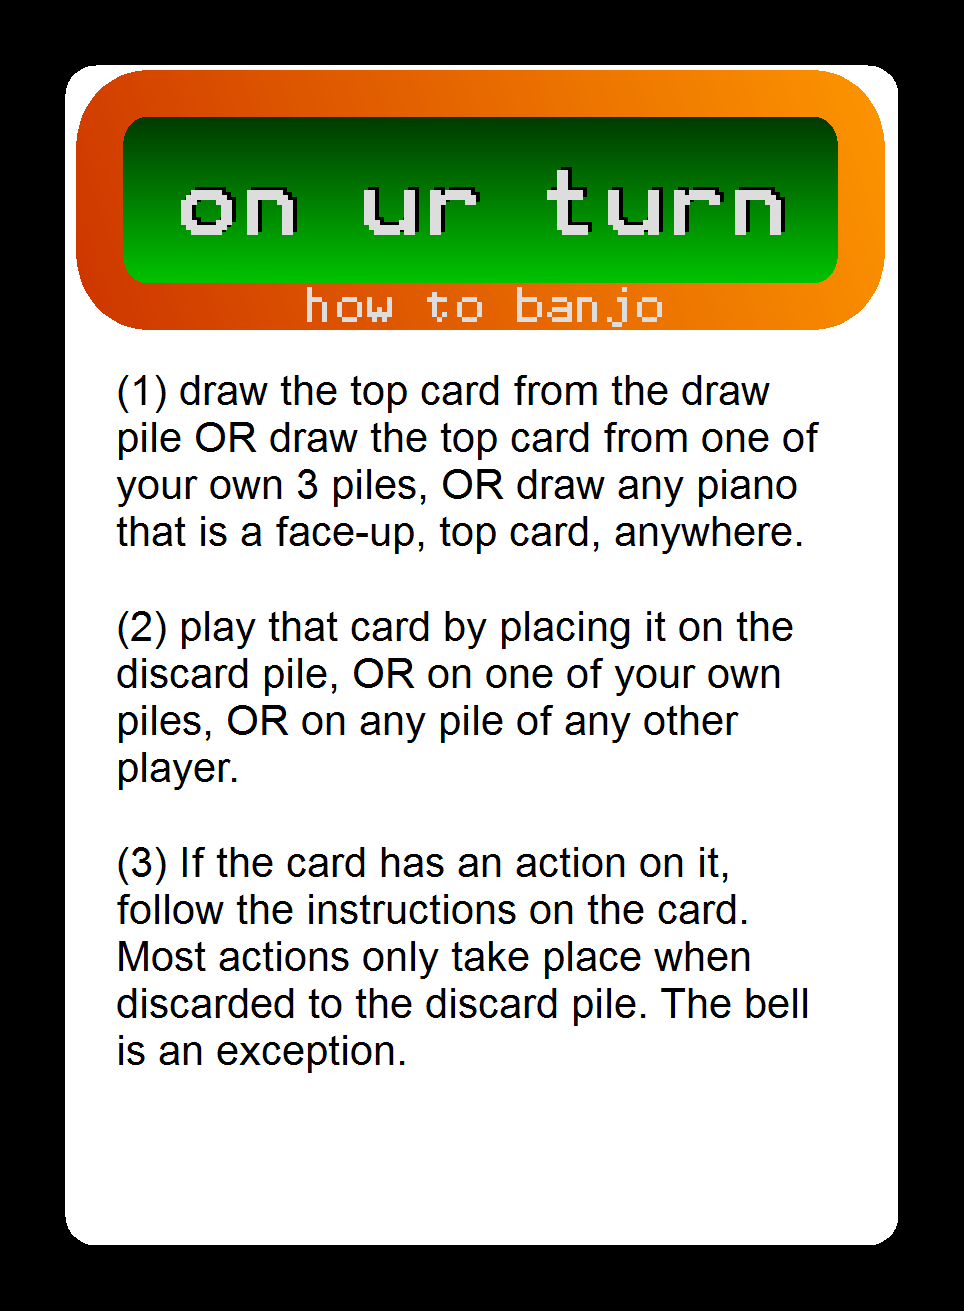 on ur turn
how to banjo
(1) draw the top card from the draw
pile OR draw the top card from one of
your own 3 piles, OR draw any piano
that is a face-up, top card, anywhere.
(2) play that card by placing it on the
discard pile, OR on one of your own
piles, OR on any pile of any other
player.
(3) If the card has an action on it,
follow the instructions on the card.
Most actions only take place when
discarded to the discard pile. The bell
is an exception.